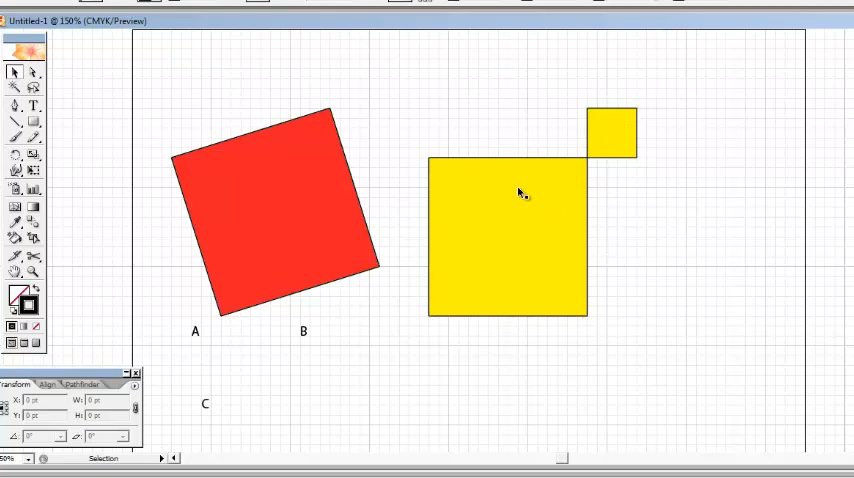 Untitled-1 @ 150% (CMYK/Preview)
T
A
B
Transform
Align
Pathfinder
X: 0 pt
W: 0 pt
Y: 0 pt
H: 0 pt
0°
0°
C
50%
Selection